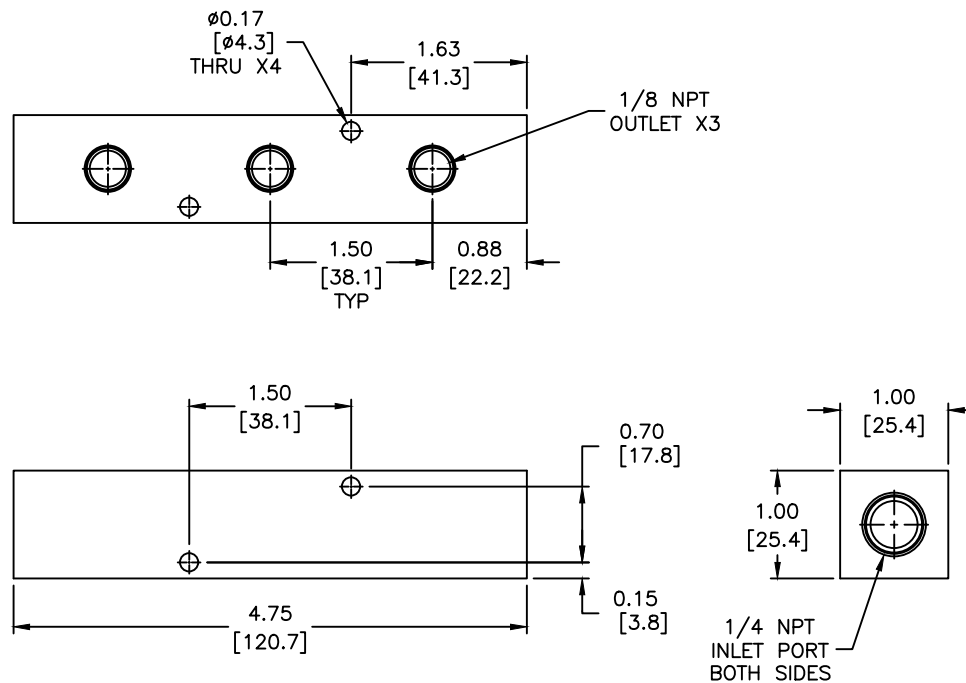 ø0.17
[ø4.3]
THRU X4
1.63
[41.3]
1/8 NPT
OUTLET X3
1.50
[38.1]
TYP
0.88
[22.2]
1.50
[38.1]
0.70
[17.8]
1.00
[25.4]
1.00
[25.4]
4.75
[120.7]
0.15
[3.8]
1/4 NPT
INLET PORT
BOTH SIDES